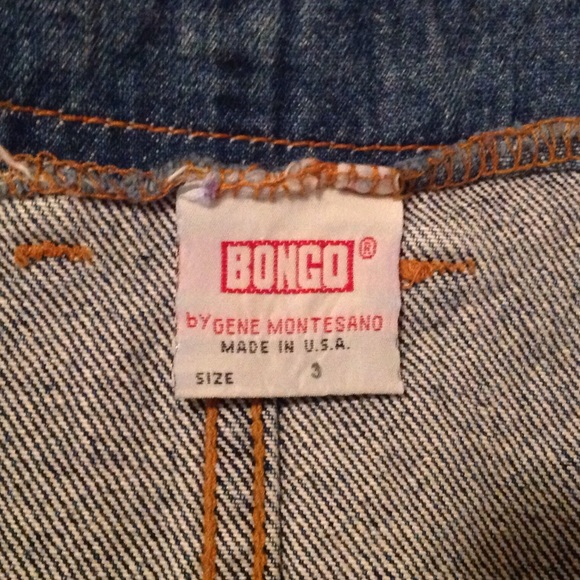 BONGO®
by GENE MONTESANO
MADE IN U.S.A.
SIZE 3